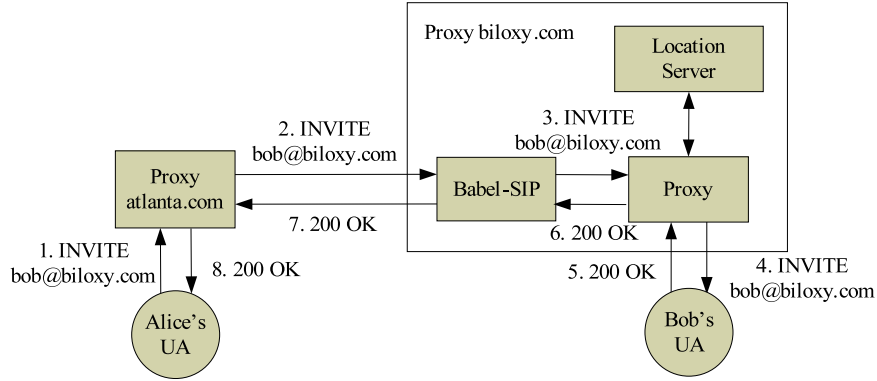 Proxy biloxy.com
Location
Server
2. INVITE
bob@biloxy.com
3. INVITE
bob@biloxy.com
Proxy
atlanta.com
Babel-SIP
Proxy
7. 200 OK
6. 200 OK
1. INVITE
bob@biloxy.com
8. 200 OK
5. 200 OK
4. INVITE
bob@biloxy.com
Alice's
UA
Bob's
UA